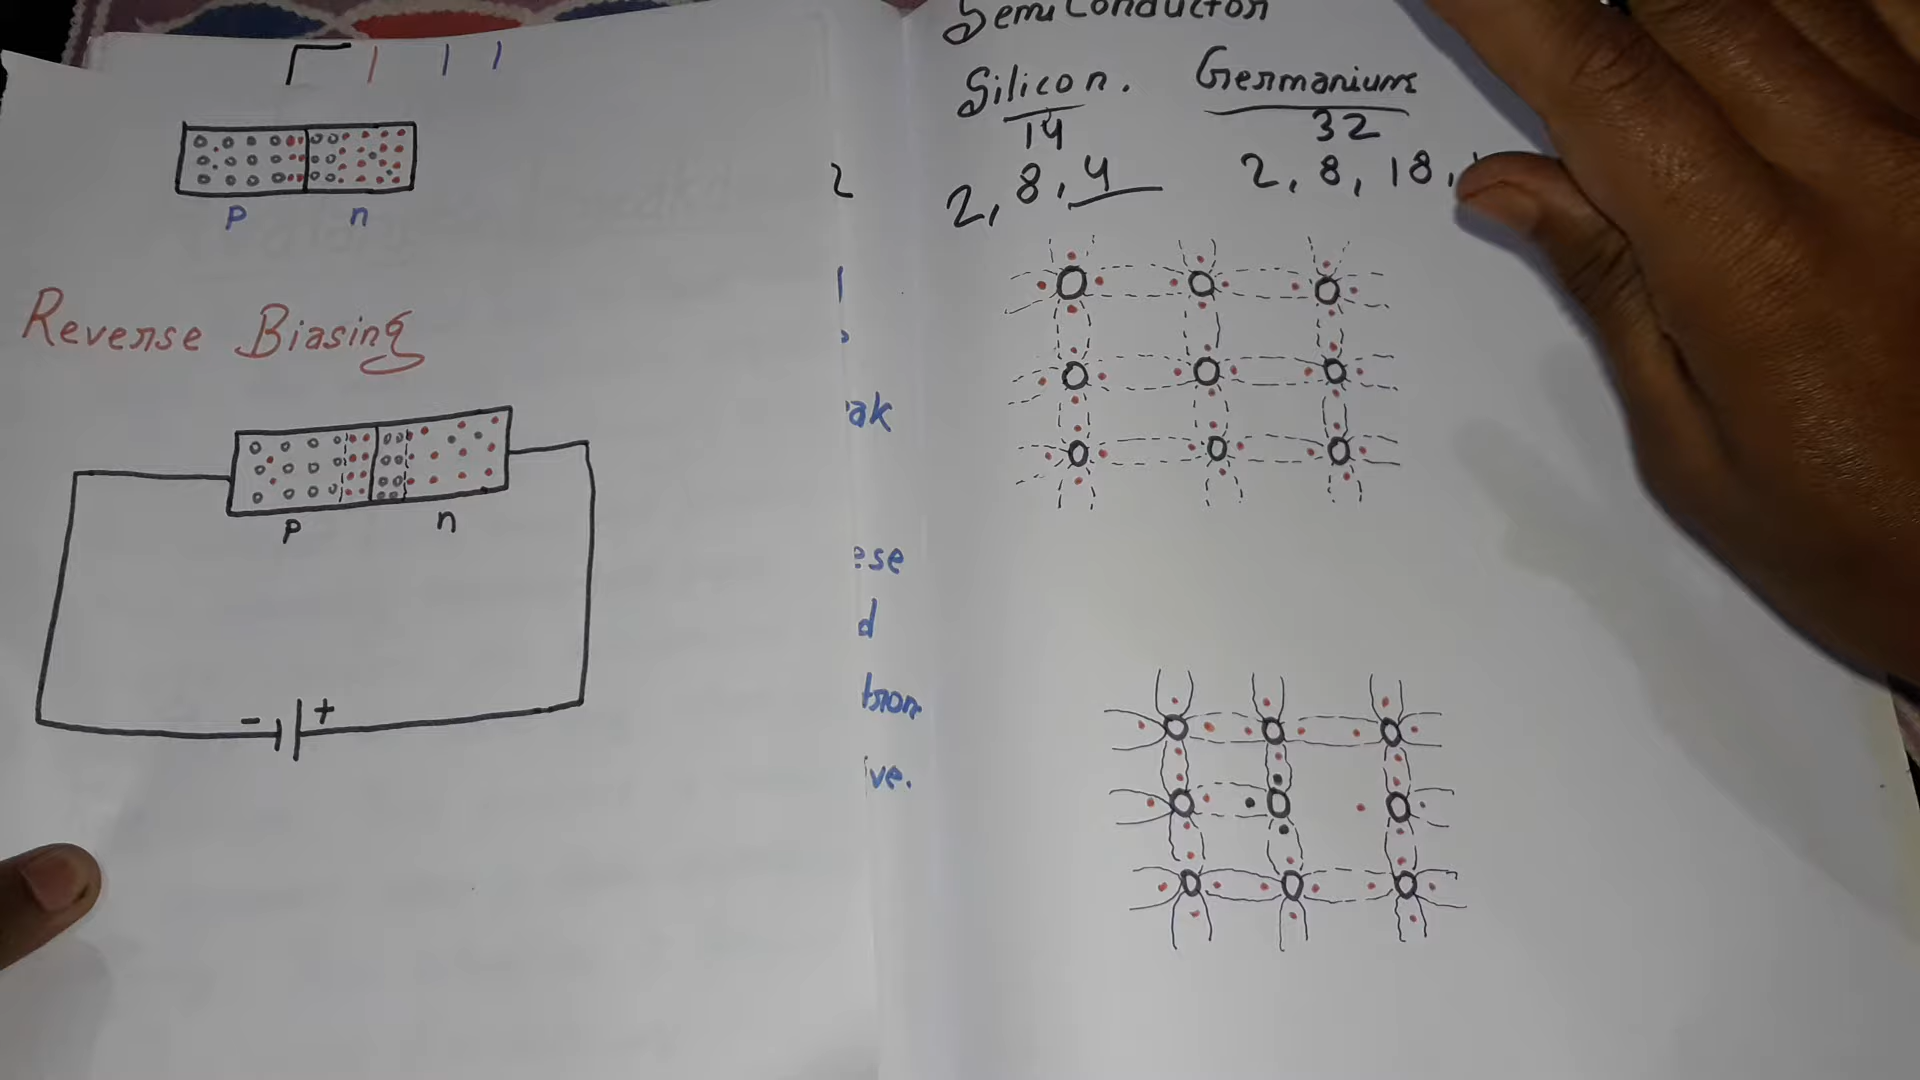 p n
Reverse Biasing
p n
- +
2
ak
ese
d
tron
ve.
SemiConductor
Silicon. Germanium
14 32
2, 8, 4 2, 8, 18,